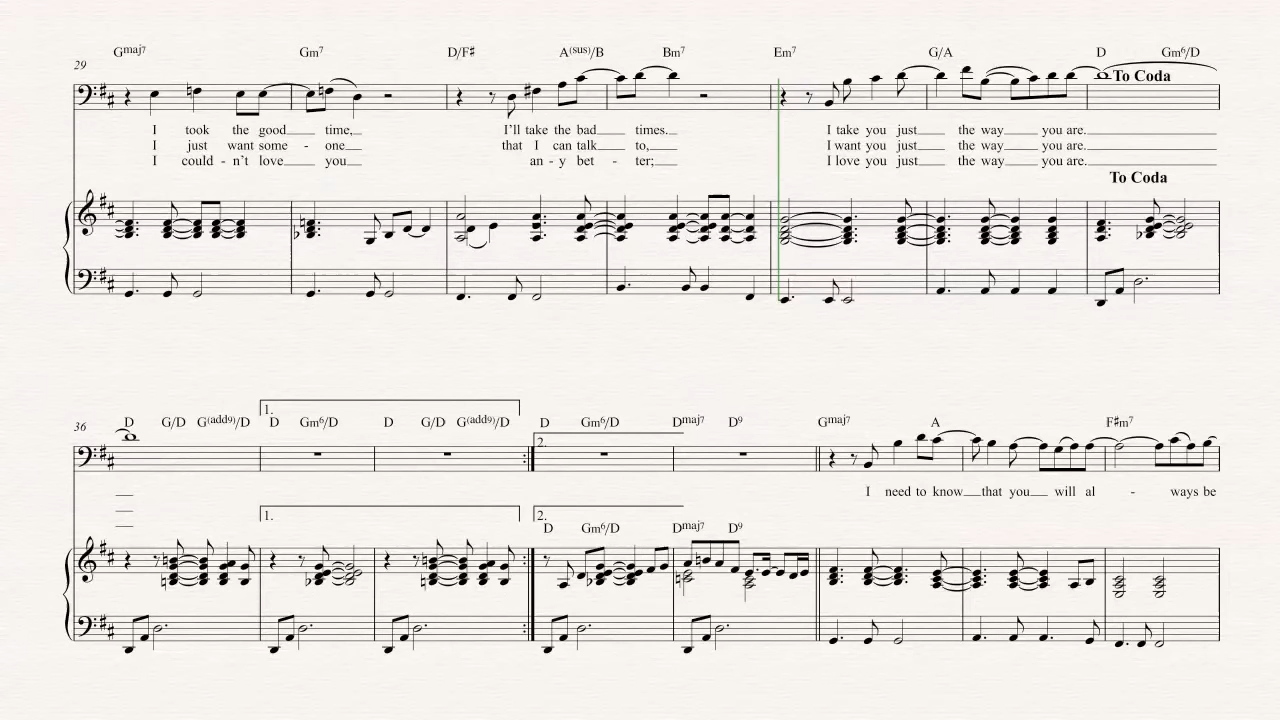 Gmaj7 Gm7 D/F♯ A(sus)/B Bm7 Em7 G/A D Gm6/D
29
To Coda
I took the good time, I'll take the bad times. I take you just the way you are.
I just want some - one that I can talk to, I want you just the way you are.
I could - n't love you an - y bet - ter; I love you just the way you are.
To Coda
1.
36
D G/D G(add9)/D D Gm6/D D G/D G(add9)/D D Gm6/D Dmaj7 D9 Gmaj7 A F♯m7
2.
I need to know that you will al - ways be
1. 2.
D Gm6/D Dmaj7 D9